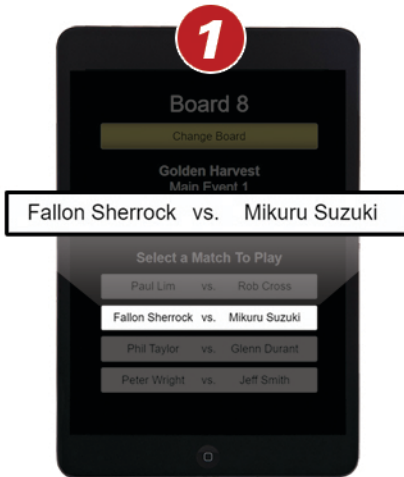 1
Board 8
Change Board
Golden Harvest
Main Event 1
Fallon Sherrock vs. Mikuru Suzuki
Select a Match To Play
Paul Lim vs. Rob Cross
Fallon Sherrock vs. Mikuru Suzuki
Phil Taylor vs. Glenn Durant
Peter Wright vs. Jeff Smith